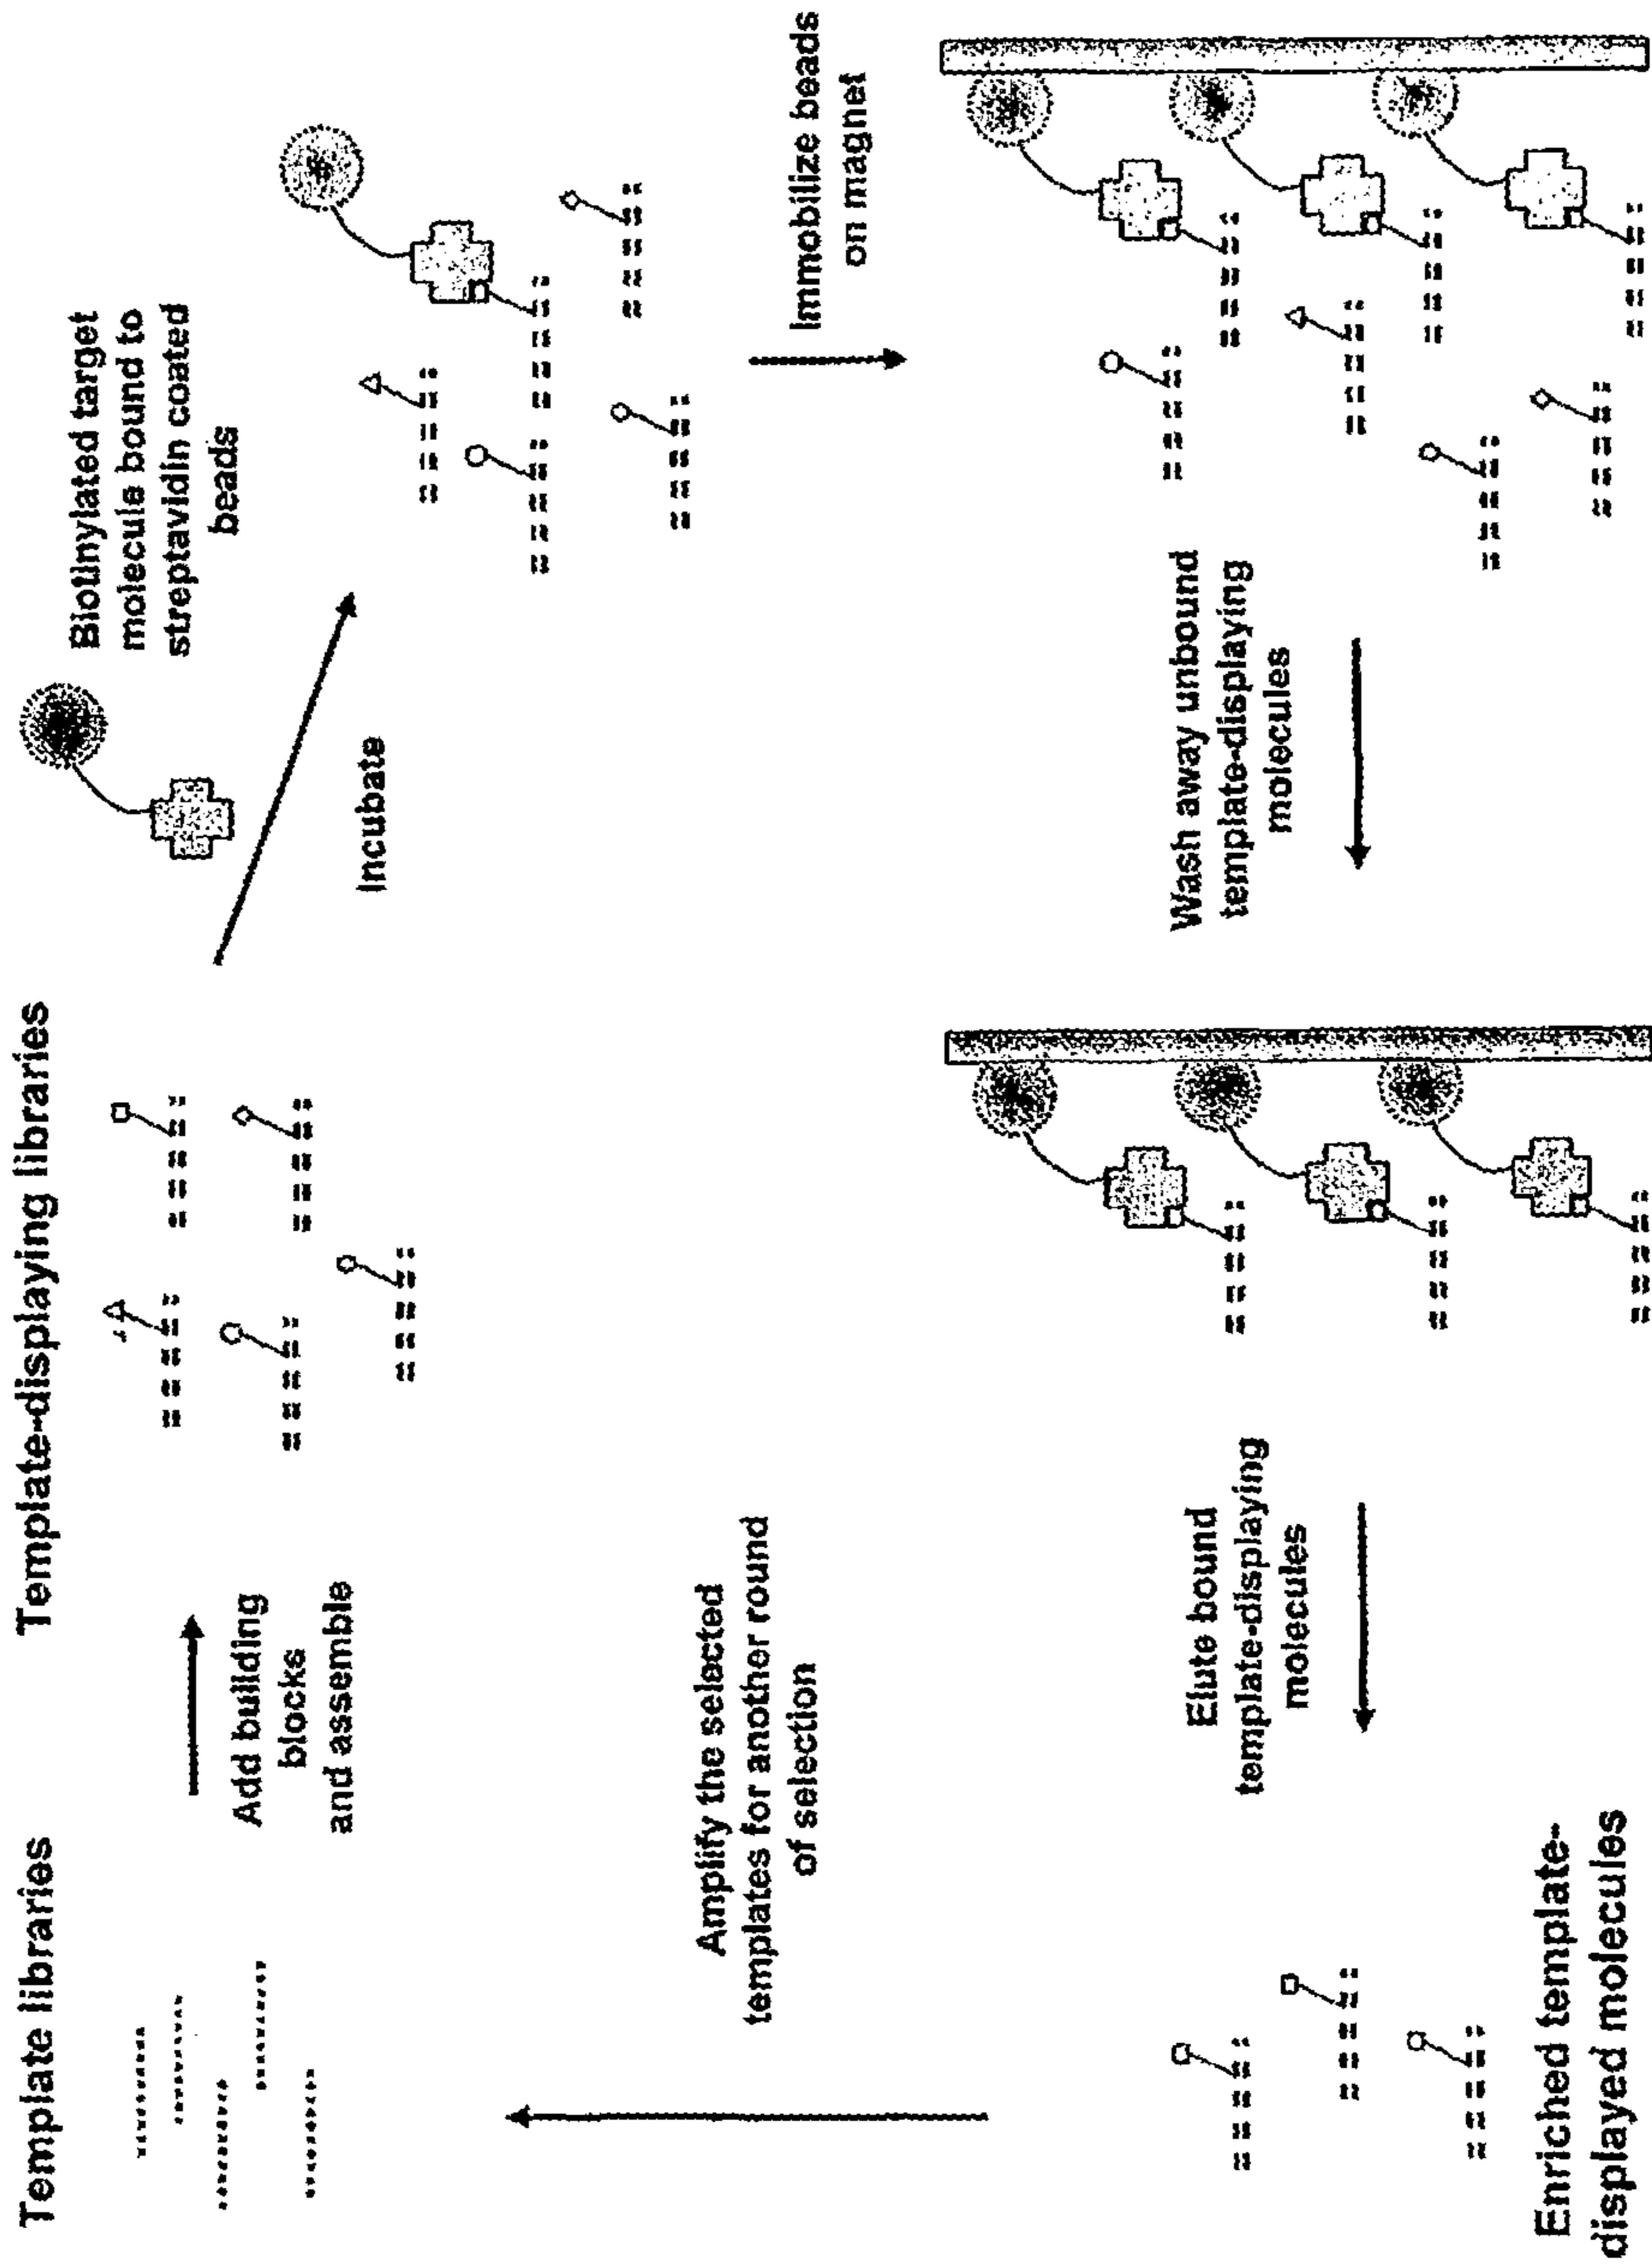 Template libraries
Add building
blocks
and assemble
Template-displaying libraries
Incubate
Biotinylated target
molecule bound to
streptavidin coated
beads
Immobilize beads
on magnet
Wash away unbound
template-displaying
molecules
Elute bound
template-displaying
molecules
Enriched template-
displayed molecules
Amplify the selected
templates for another round
of selection